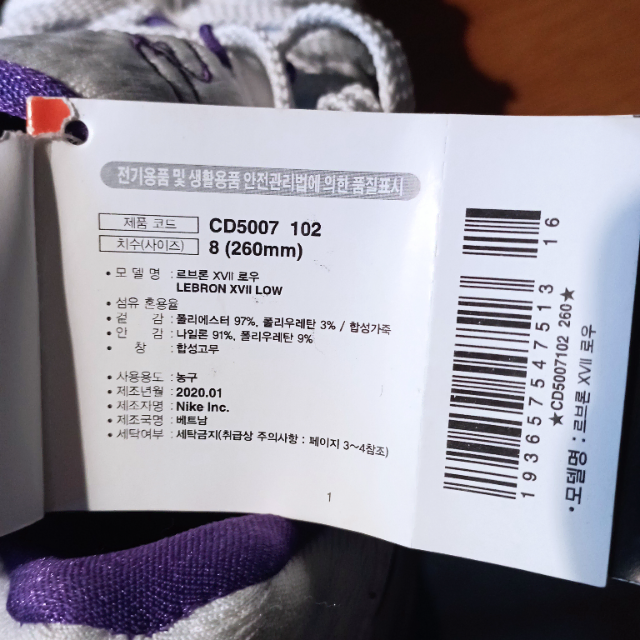 전기용품 및 생활용품 안전관리법에 의한 품질표시
제품 코드 CD5007 102
치수(사이즈) 8 (260mm)
• 모 델 명 : 르브론 XVII 로우
LEBRON XVII LOW
• 섬유 혼용율
• 겉 감 : 폴리에스터 97%, 폴리우레탄 3% / 합성가죽
• 안 감 : 나일론 91%, 폴리우레탄 9%
• 창 : 합성고무
• 사용용도 : 농구
• 제조년월 : 2020.01
• 제조자명 : Nike Inc.
• 제조국명 : 베트남
• 세탁여부 : 세탁금지(취급상 주의사항 : 페이지 3~4참조)
1
193657547513 16
★CD5007102 260★
• 모델명 : 르브론 XVII 로우